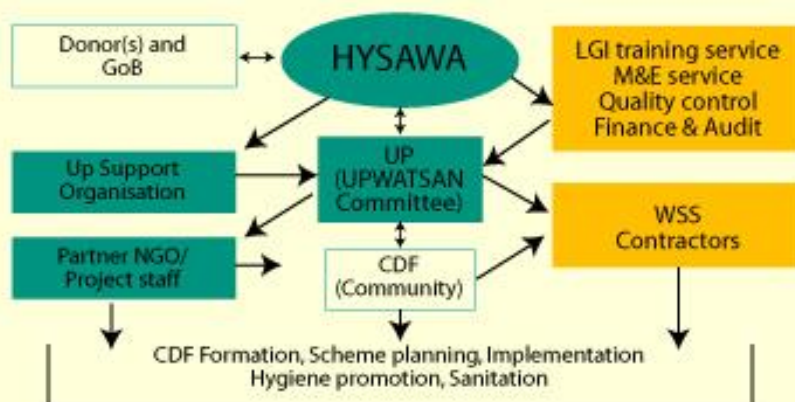 Donor(s) and
GoB
HYSAWA
LGI training service
M&E service
Quality control
Finance & Audit
Up Support
Organisation
UP
(UPWATSAN
Committee)
WSS
Contractors
Partner NGO/
Project staff
CDF
(Community)
CDF Formation, Scheme planning, Implementation
Hygiene promotion, Sanitation